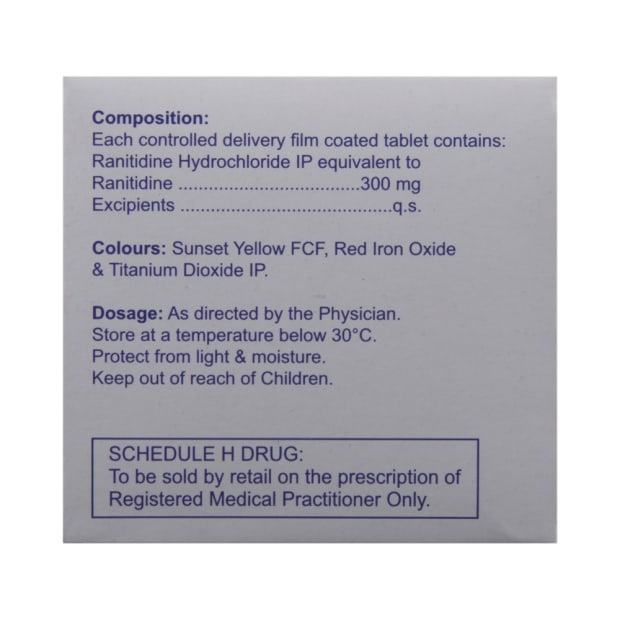 Composition:
Each controlled delivery film coated tablet contains:
Ranitidine Hydrochloride IP equivalent to
Ranitidine ....................................300 mg
Excipients ..........................................q.s.
Colours: Sunset Yellow FCF, Red Iron Oxide
& Titanium Dioxide IP.
Dosage: As directed by the Physician.
Store at a temperature below 30°C.
Protect from light & moisture.
Keep out of reach of Children.
SCHEDULE H DRUG:
To be sold by retail on the prescription of
Registered Medical Practitioner Only.